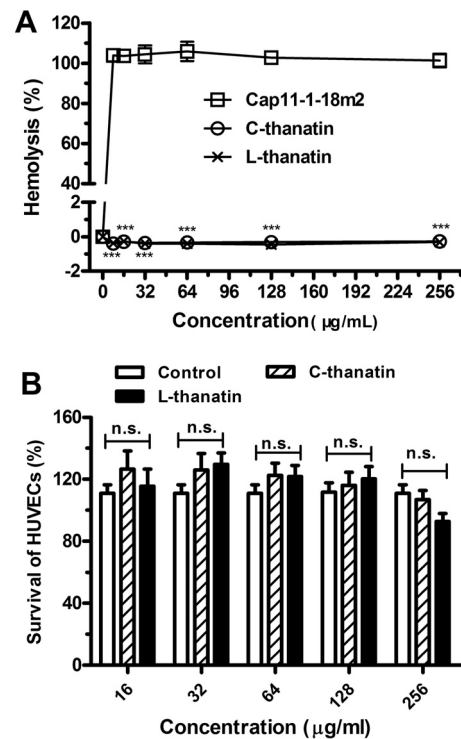 A
Hemolysis (%)
120
100
80
60
40
2
0
-2
Cap11-1-18m2
C-thanatin
L-thanatin
*** *** *** *** *** ***
0 32 64 96 128 160 192 224 256
Concentration( μg/mL)
B
Control C-thanatin
L-thanatin
Survival of HUVECs (%)
160
120
80
40
0
n.s. n.s. n.s. n.s. n.s.
16 32 64 128 256
Concentration (μg/ml)